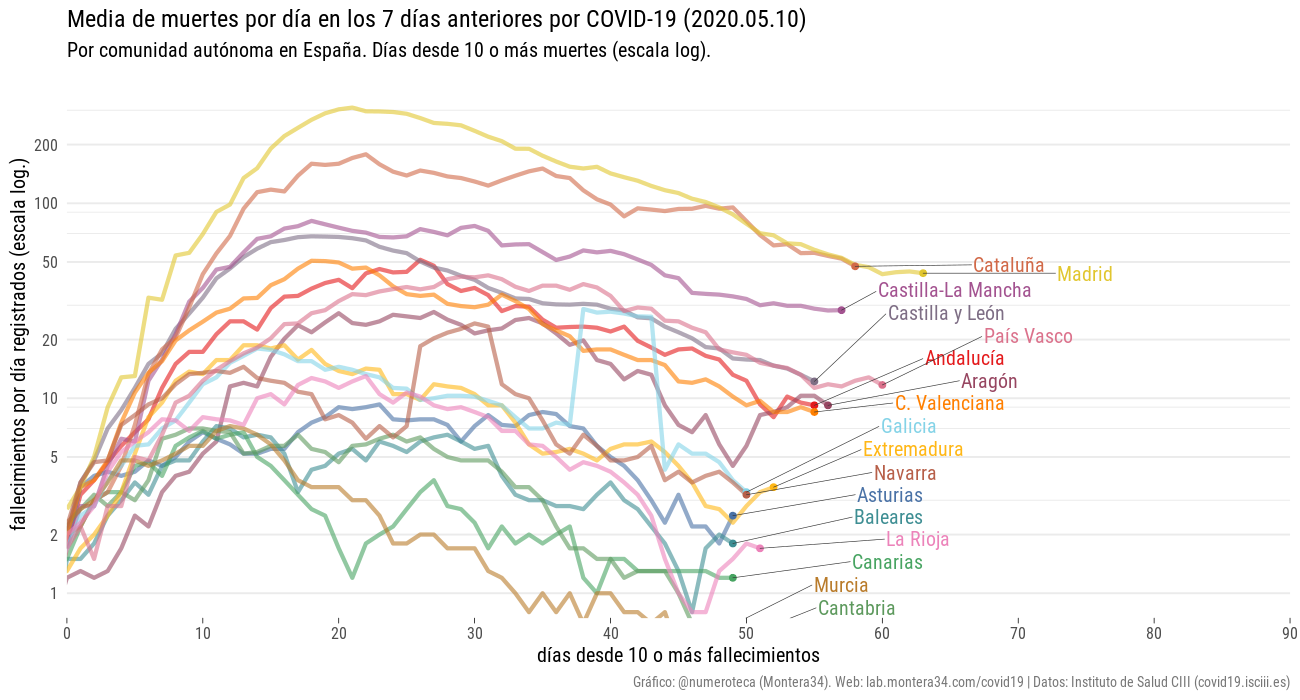 Media de muertes por día en los 7 días anteriores por COVID-19 (2020.05.10)
Por comunidad autónoma en España. Días desde 10 o más muertes (escala log).
fallecimientos por día registrados (escala log.)
200
100
50
20
10
5
2
1
Cataluña
Madrid
Castilla-La Mancha
Castilla y León
País Vasco
Andalucía
Aragón
C. Valenciana
Galicia
Extremadura
Navarra
Asturias
Baleares
La Rioja
Canarias
Murcia
Cantabria
0 10 20 30 40 50 60 70 80 90
días desde 10 o más fallecimientos
Gráfico: @numeroteca (Montera34). Web: lab.montera34.com/covid19 | Datos: Instituto de Salud CIII (covid19.isciii.es)